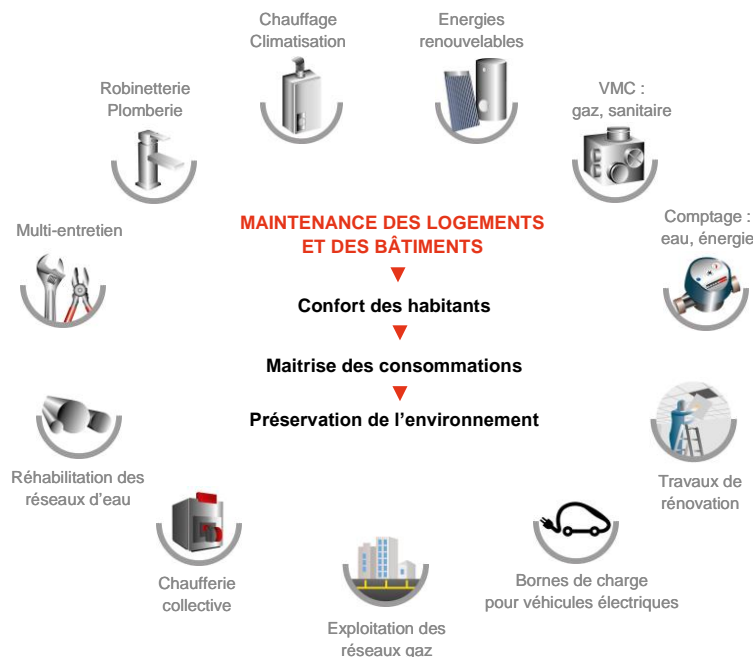 Chauffage
Climatisation
Energies
renouvelables
Robinetterie
Plomberie
VMC :
gaz, sanitaire
Multi-entretien
MAINTENANCE DES LOGEMENTS
ET DES BÂTIMENTS
Comptage :
eau, énergie
Confort des habitants
Maitrise des consommations
Préservation de l’environnement
Réhabilitation des
réseaux d’eau
Travaux de
rénovation
Chaufferie
collective
Bornes de charge
pour véhicules électriques
Exploitation des
réseaux gaz